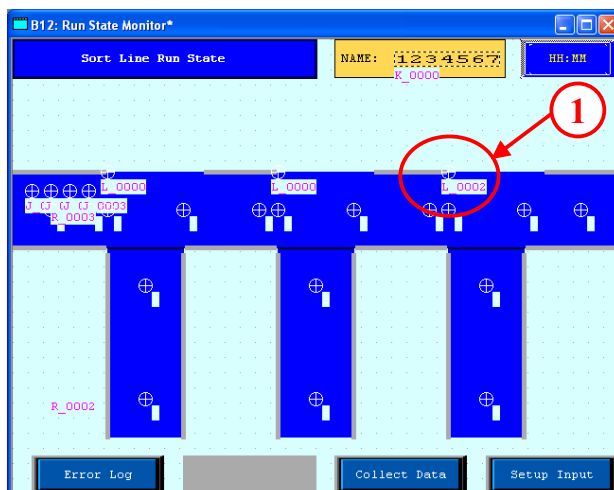 B12: Run State Monitor*
Sort Line Run State
NAME: 1234567
HH:MM
K_0000
1
L_0000
L_0000
L_0002
J_0003
R_0003
R_0002
Error Log
Collect Data
Setup Input